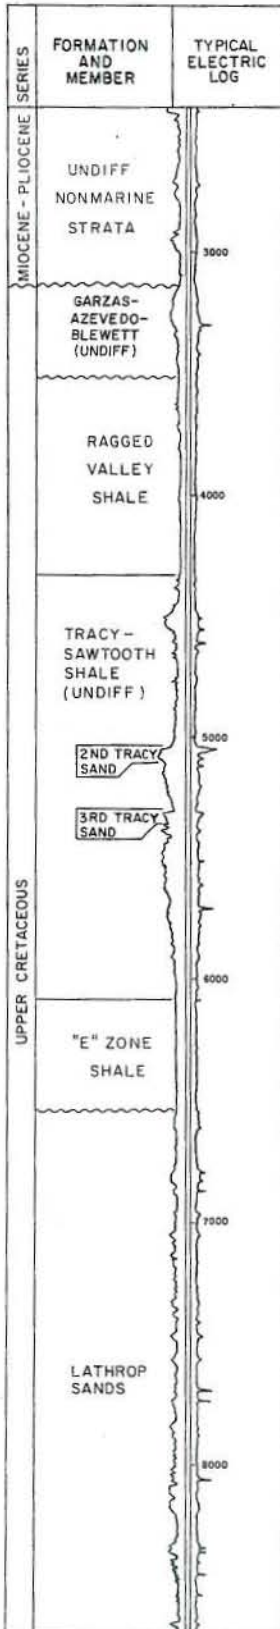 SERIES
FORMATION
AND
MEMBER
TYPICAL
ELECTRIC
LOG
MIOCENE - PLIOCENE
UNDIFF
NONMARINE
STRATA
3000
GARZAS-
AZEVEDO-
BLEWETT
(UNDIFF)
RAGGED
VALLEY
SHALE
4000
TRACY-
SAWTOOTH
SHALE
(UNDIFF)
5000
2ND TRACY
SAND
3RD TRACY
SAND
UPPER CRETACEOUS
6000
"E" ZONE
SHALE
7000
LATHROP
SANDS
8000